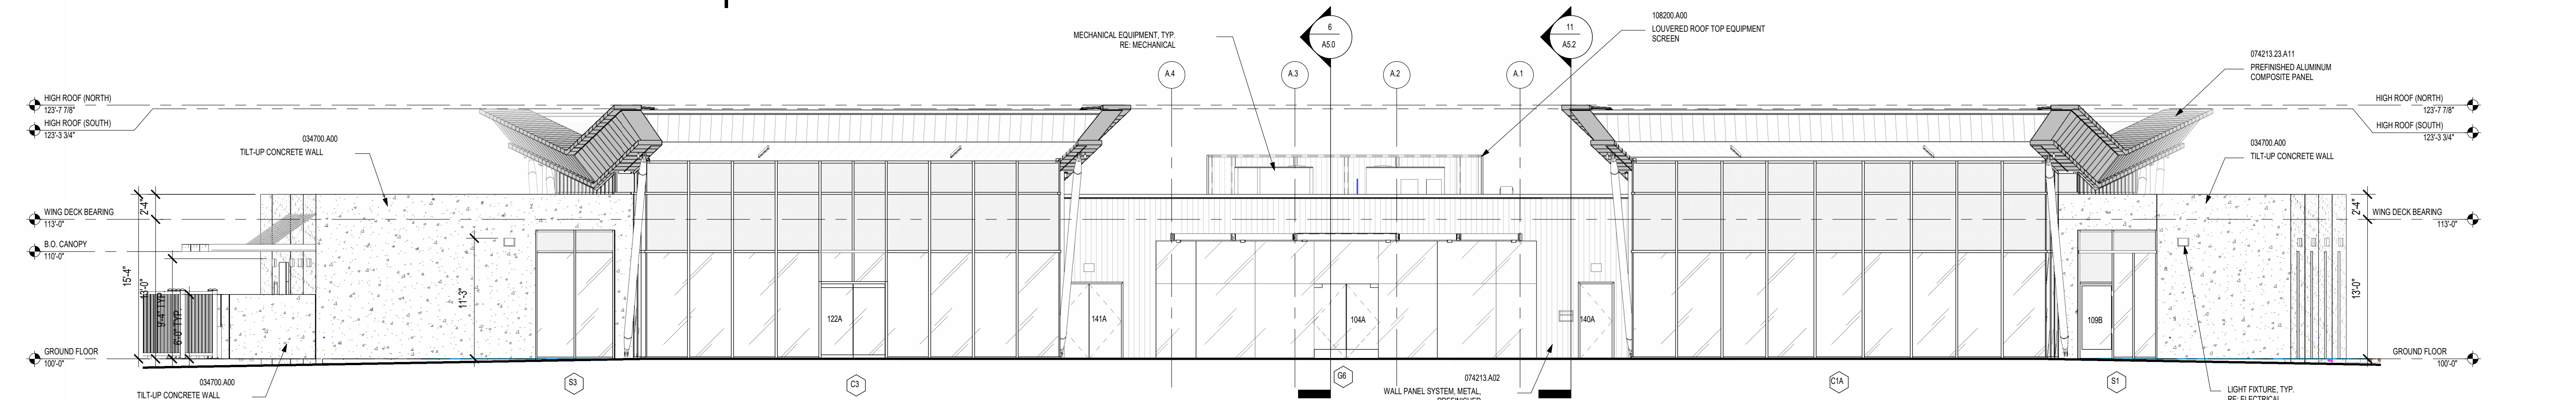 6
A5.0
11
A5.2
108200.A00
LOUVERED ROOF TOP EQUIPMENT
SCREEN
MECHANICAL EQUIPMENT, TYP.
RE: MECHANICAL
074213.23.A11
PREFINISHED ALUMINUM
COMPOSITE PANEL
A.4
A.3
A.2
A.1
HIGH ROOF (NORTH)
123'-7 7/8"
HIGH ROOF (SOUTH)
123'-3 3/4"
HIGH ROOF (NORTH)
123'-7 7/8"
HIGH ROOF (SOUTH)
123'-3 3/4"
034700.A00
TILT-UP CONCRETE WALL
034700.A00
TILT-UP CONCRETE WALL
WING DECK BEARING
113'-0"
B.O. CANOPY
110'-0"
2'-4"
15'-4"
13'-0"
9'-4" TYP.
6'-0" TYP.
11'-3"
2'-4"
WING DECK BEARING
113'-0"
13'-0"
122A
141A
104A
140A
109B
GROUND FLOOR
100'-0"
GROUND FLOOR
100'-0"
S3
C3
G6
C1A
S1
034700.A00
TILT-UP CONCRETE WALL
074213.A02
WALL PANEL SYSTEM, METAL,
PREFINISHED
LIGHT FIXTURE, TYP.
RE: ELECTRICAL